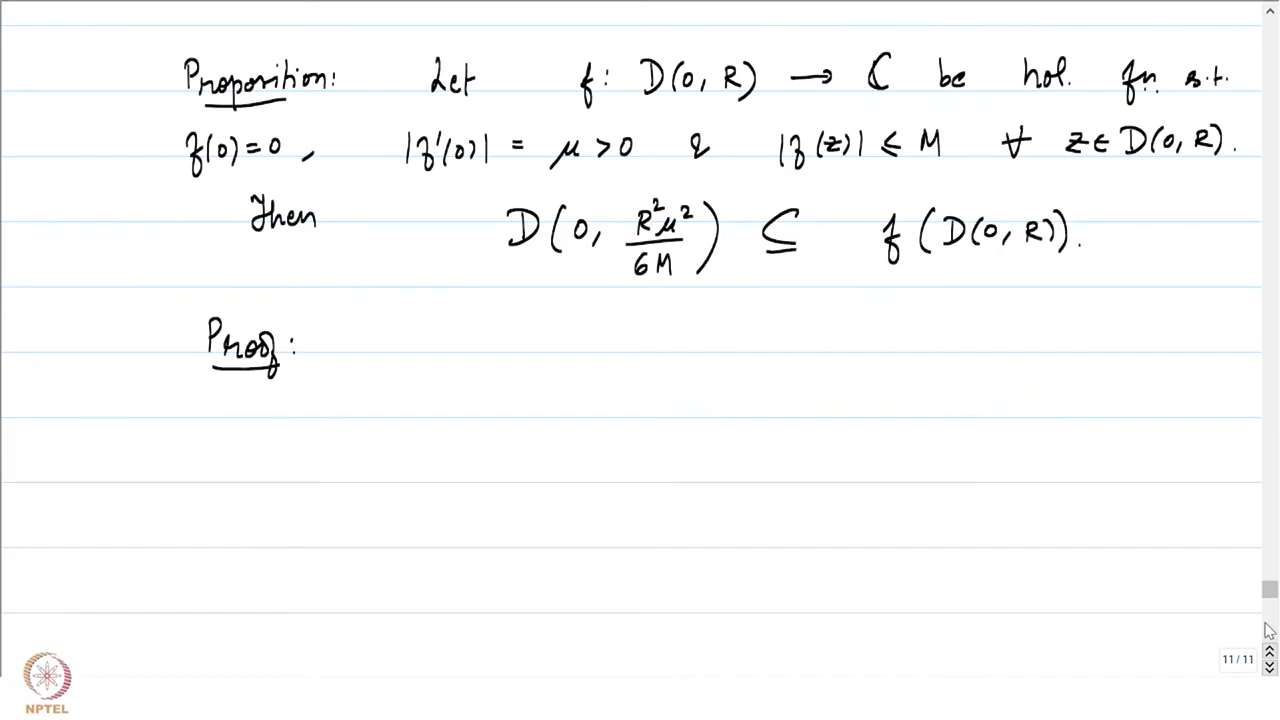 Proposition: Let f: D(0, R) → ℂ be hol. fn. s.t.
f(0) = 0, |f'(0)| = μ > 0 & |f(z)| ≤ M ∀ z ∈ D(0, R).
Then D(0, R²μ²/6M) ⊆ f(D(0, R)).
Proof:
11 / 11
NPTEL